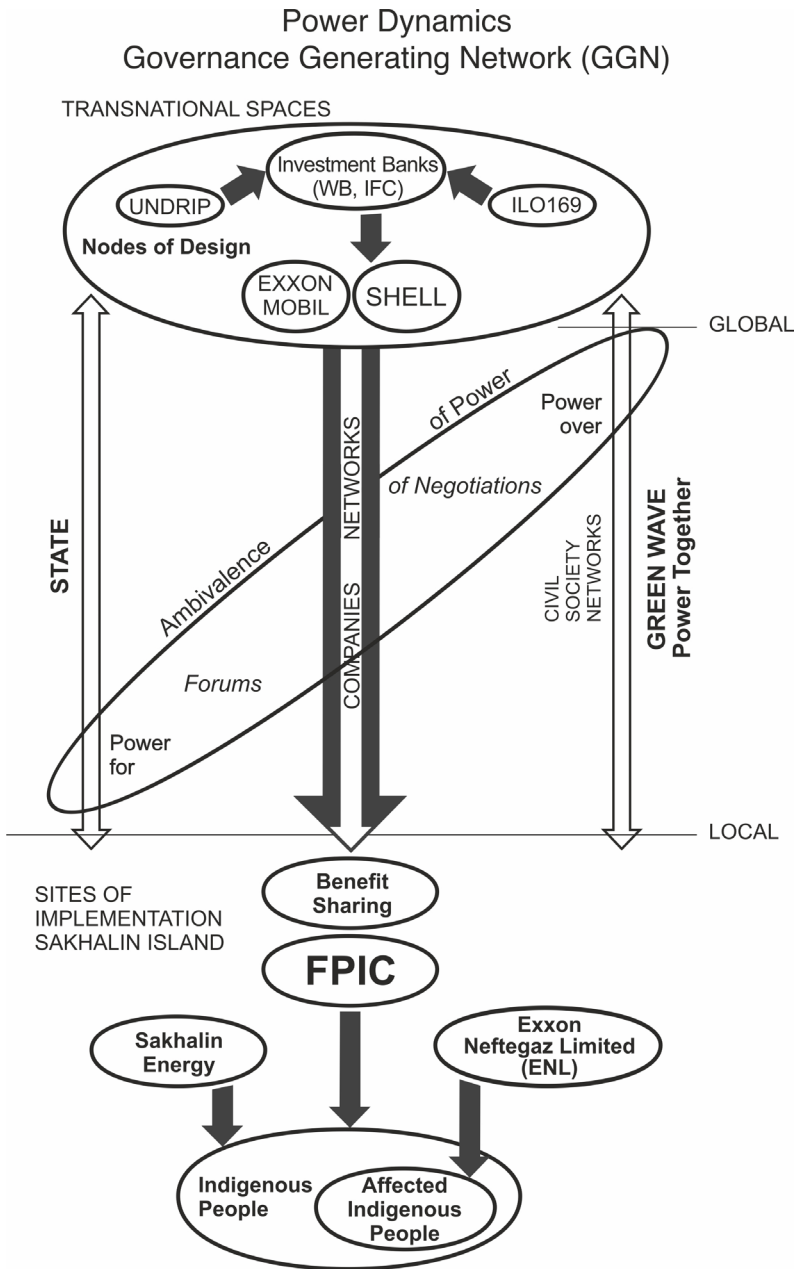 Power Dynamics
Governance Generating Network (GGN)
TRANSNATIONAL SPACES
Investment Banks
(WB, IFC)
UNDRIP
ILO169
Nodes of Design
EXXON
MOBIL
SHELL
GLOBAL
of Power
Power
over
of Negotiations
NETWORKS
COMPANIES
STATE
Ambivalence
CIVIL
SOCIETY
NETWORKS
GREEN WAVE
Power Together
Forums
Power
for
LOCAL
Benefit
Sharing
SITES OF
IMPLEMENTATION
SAKHALIN ISLAND
FPIC
Sakhalin
Energy
Exxon
Neftegaz Limited
(ENL)
Indigenous
People
Affected
Indigenous
People